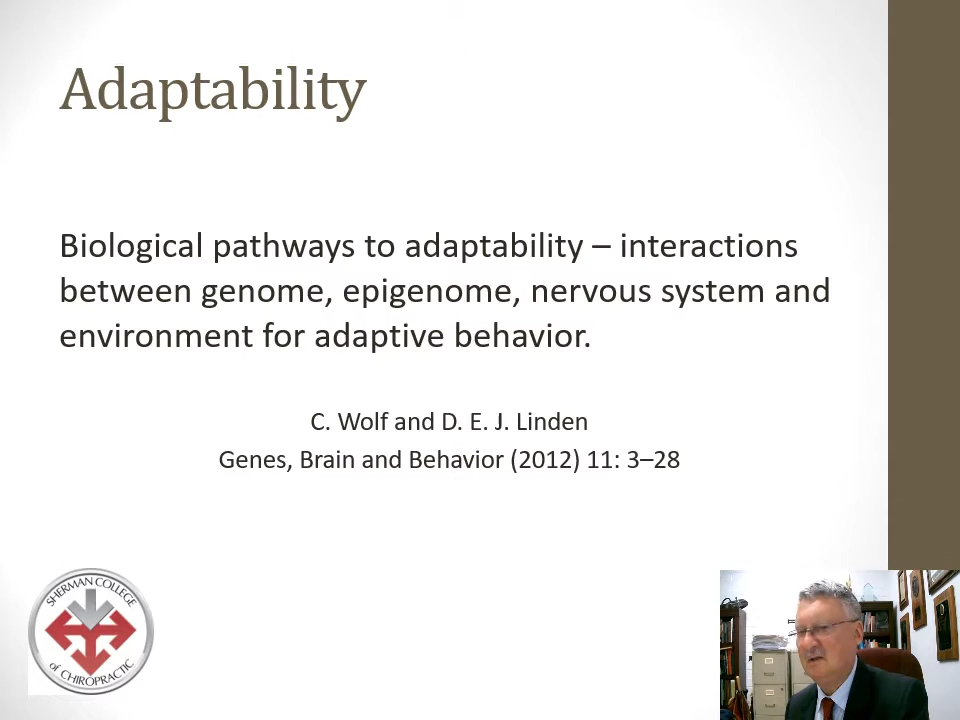 Adaptability
Biological pathways to adaptability – interactions
between genome, epigenome, nervous system and
environment for adaptive behavior.
C. Wolf and D. E. J. Linden
Genes, Brain and Behavior (2012) 11: 3–28
SHERMAN COLLEGE
of CHIROPRACTIC